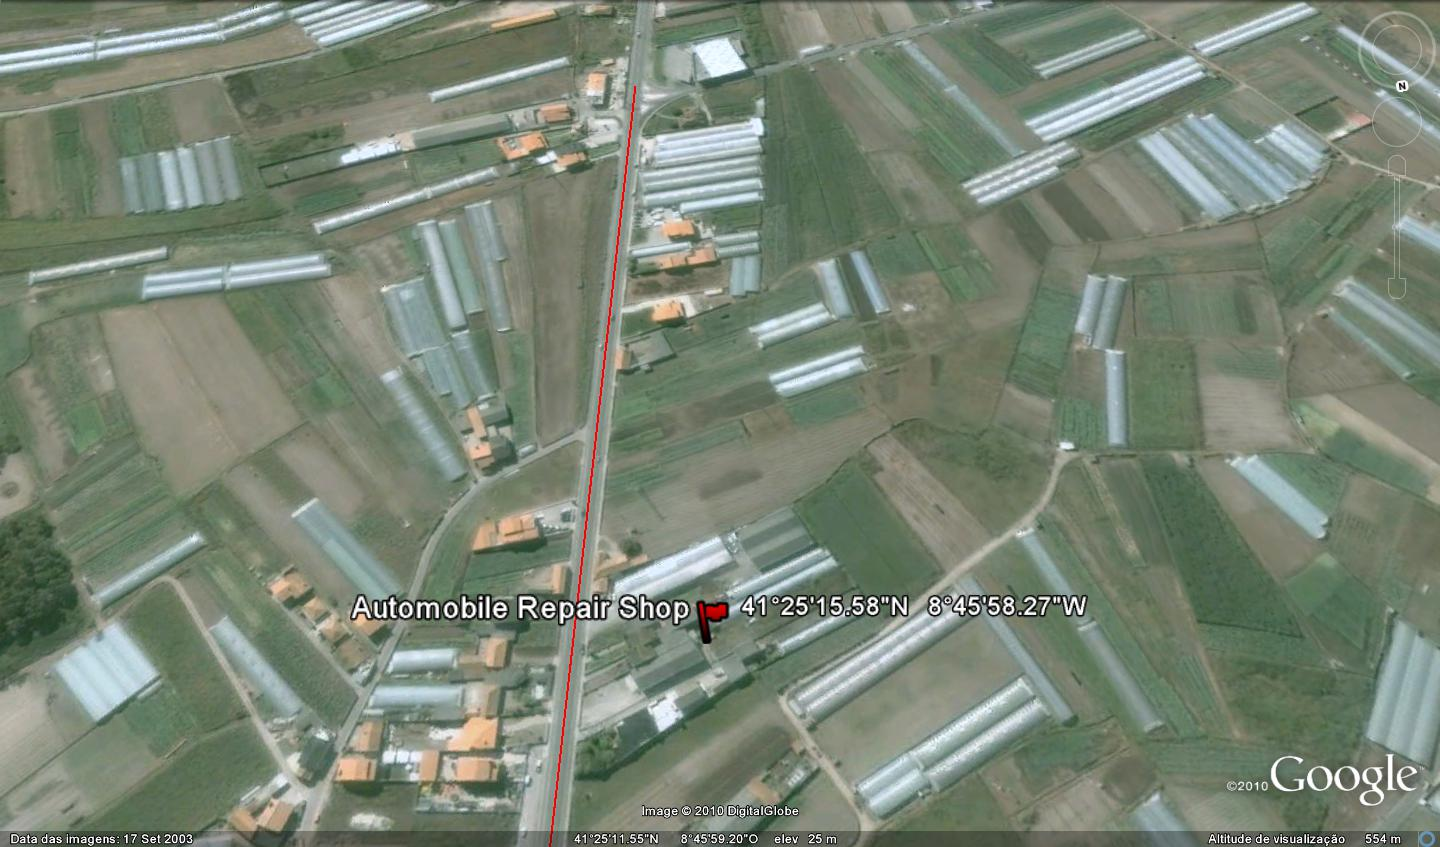 N
Automobile Repair Shop 41°25'15.58"N 8°45'58.27"W
©2010 Google™
Image © 2010 DigitalGlobe
Data das imagens: 17 Set 2003 41°25'11.55"N 8°45'59.20"O elev 25 m Altitude de visualização 554 m